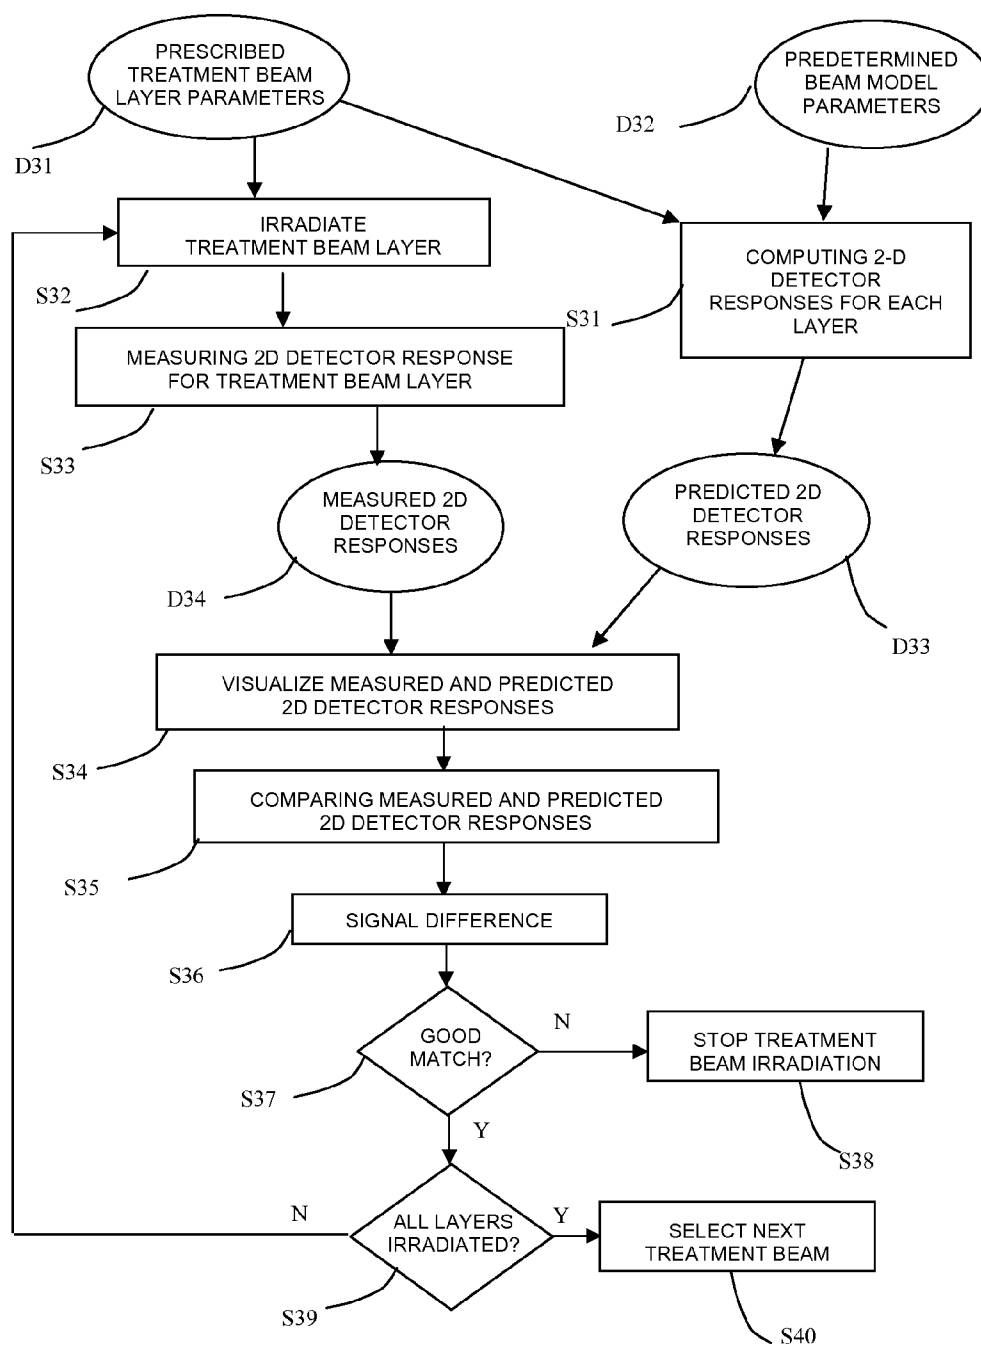 PRESCRIBED
TREATMENT BEAM
LAYER PARAMETERS
D31
PREDETERMINED
BEAM MODEL
PARAMETERS
D32
IRRADIATE
TREATMENT BEAM LAYER
S32
COMPUTING 2-D
DETECTOR
RESPONSES FOR EACH
LAYER
S31
MEASURING 2D DETECTOR RESPONSE
FOR TREATMENT BEAM LAYER
S33
MEASURED 2D
DETECTOR
RESPONSES
D34
PREDICTED 2D
DETECTOR
RESPONSES
D33
VISUALIZE MEASURED AND PREDICTED
2D DETECTOR RESPONSES
S34
COMPARING MEASURED AND PREDICTED
2D DETECTOR RESPONSES
S35
SIGNAL DIFFERENCE
S36
GOOD
MATCH?
S37
N
STOP TREATMENT
BEAM IRRADIATION
S38
Y
ALL LAYERS
IRRADIATED?
S39
N
Y
SELECT NEXT
TREATMENT BEAM
S40